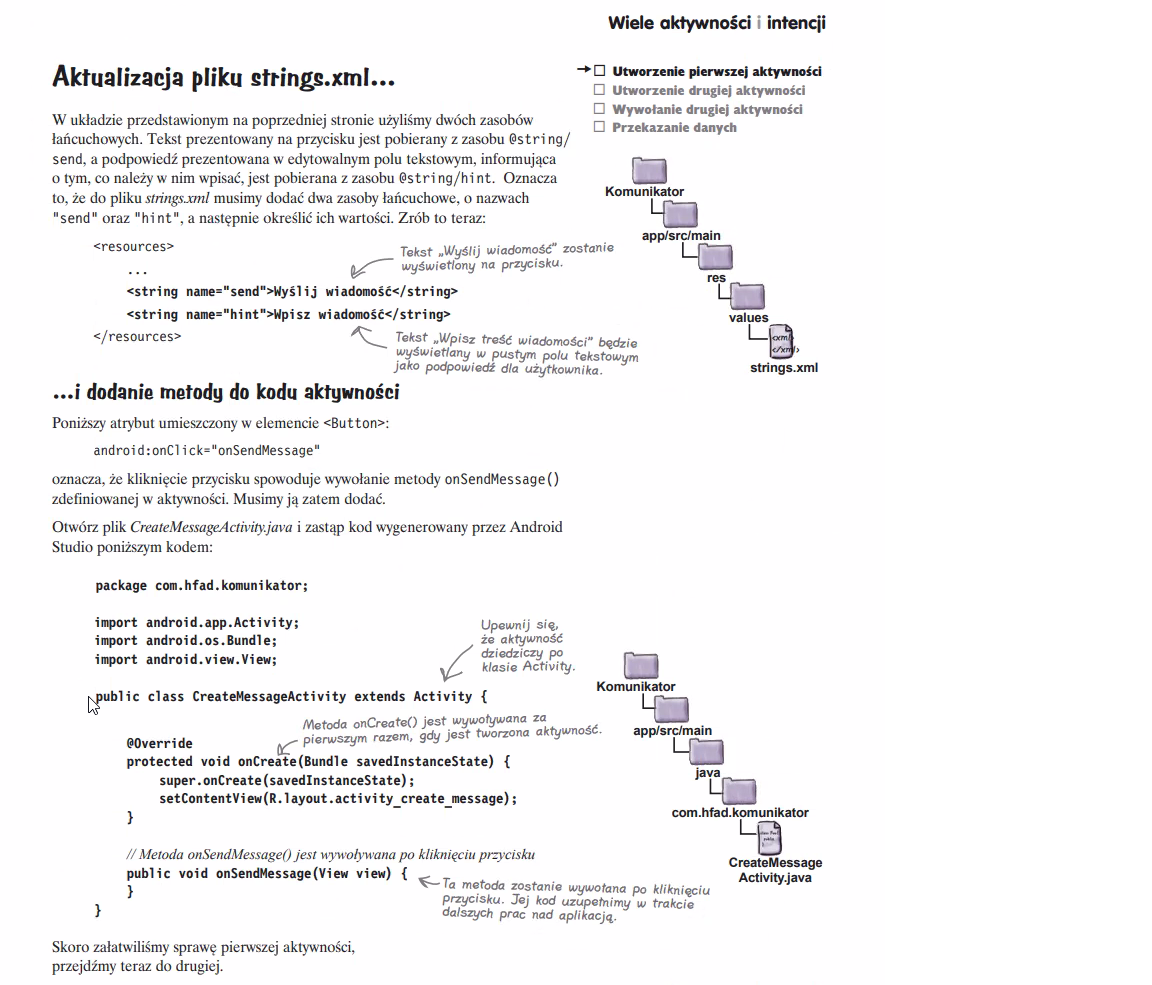 Wiele aktywności i intencji
Aktualizacja pliku strings.xml...
Utworzenie pierwszej aktywności
Utworzenie drugiej aktywności
Wywołanie drugiej aktywności
Przekazanie danych
W układzie przedstawionym na poprzedniej stronie użyliśmy dwóch zasobów
łańcuchowych. Tekst prezentowany na przycisku jest pobierany z zasobu @string/
send, a podpowiedź prezentowana w edytowalnym polu tekstowym, informująca
o tym, co należy w nim wpisać, jest pobierana z zasobu @string/hint. Oznacza
to, że do pliku strings.xml musimy dodać dwa zasoby łańcuchowe, o nazwach
"send" oraz "hint", a następnie określić ich wartości. Zrób to teraz:
Komunikator
app/src/main
res
values
<xml>
</xml>
strings.xml
<resources>
...
<string name="send">Wyślij wiadomość</string>
<string name="hint">Wpisz wiadomość</string>
</resources>
Tekst „Wyślij wiadomość” zostanie
wyświetlony na przycisku.
Tekst „Wpisz treść wiadomości” będzie
wyświetlany w pustym polu tekstowym
jako podpowiedź dla użytkownika.
...i dodanie metody do kodu aktywności
Poniższy atrybut umieszczony w elemencie <Button>:
android:onClick="onSendMessage"
oznacza, że kliknięcie przycisku spowoduje wywołanie metody onSendMessage()
zdefiniowanej w aktywności. Musimy ją zatem dodać.
Otwórz plik CreateMessageActivity.java i zastąp kod wygenerowany przez Android
Studio poniższym kodem:
package com.hfad.komunikator;
import android.app.Activity;
import android.os.Bundle;
import android.view.View;
Upewnij się,
że aktywność
dziedziczy po
klasie Activity.
public class CreateMessageActivity extends Activity {
Metoda onCreate() jest wywoływana za
pierwszym razem, gdy jest tworzona aktywność.
@Override
protected void onCreate(Bundle savedInstanceState) {
super.onCreate(savedInstanceState);
setContentView(R.layout.activity_create_message);
}
// Metoda onSendMessage() jest wywoływana po kliknięciu przycisku
public void onSendMessage(View view) {
}
}
Ta metoda zostanie wywołana po kliknięciu
przycisku. Jej kod uzupełnimy w trakcie
dalszych prac nad aplikacją.
Komunikator
app/src/main
java
com.hfad.komunikator
CreateMessage
Activity.java
Skoro załatwiliśmy sprawę pierwszej aktywności,
przejdźmy teraz do drugiej.